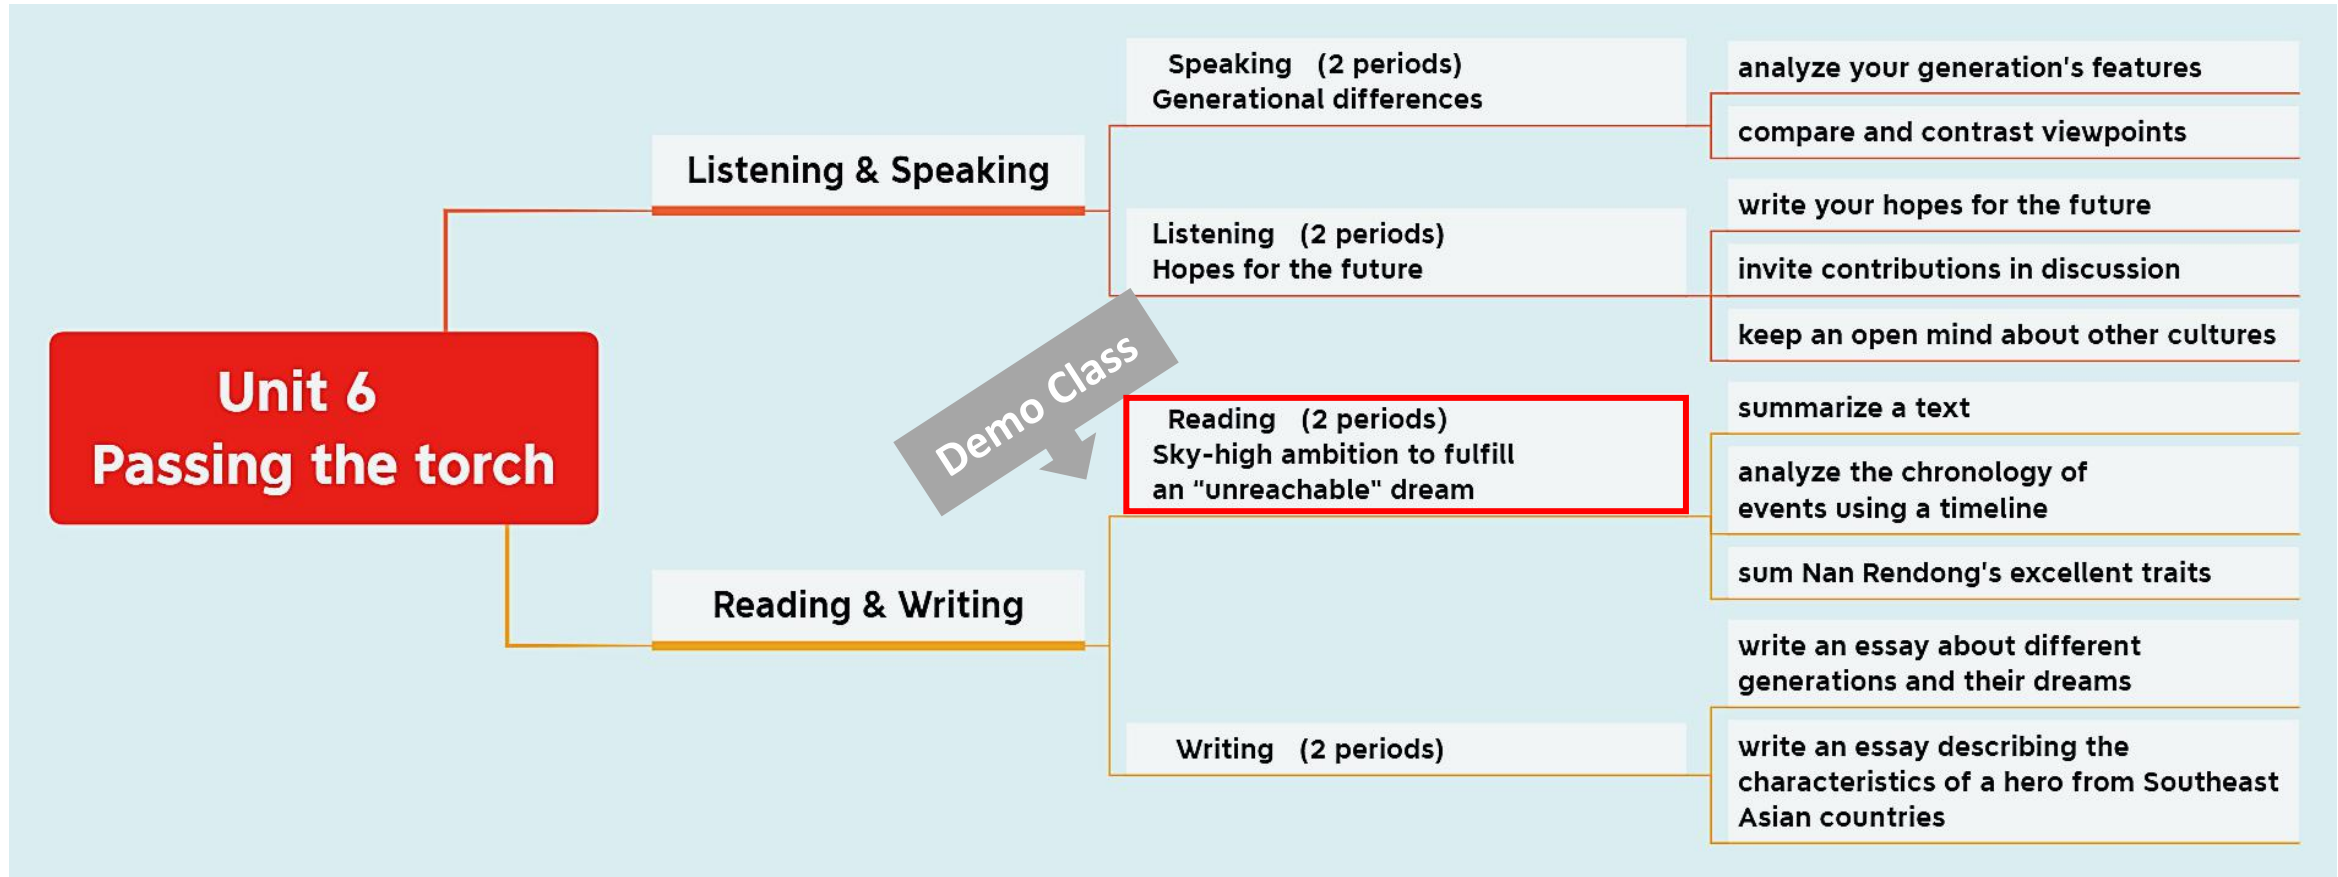 Unit 6
Passing the torch
Listening & Speaking
Speaking (2 periods)
Generational differences
analyze your generation's features
compare and contrast viewpoints
Listening (2 periods)
Hopes for the future
write your hopes for the future
invite contributions in discussion
keep an open mind about other cultures
Demo Class
Reading & Writing
Reading (2 periods)
Sky-high ambition to fulfill
an "unreachable" dream
summarize a text
analyze the chronology of
events using a timeline
sum Nan Rendong's excellent traits
Writing (2 periods)
write an essay about different
generations and their dreams
write an essay describing the
characteristics of a hero from Southeast
Asian countries